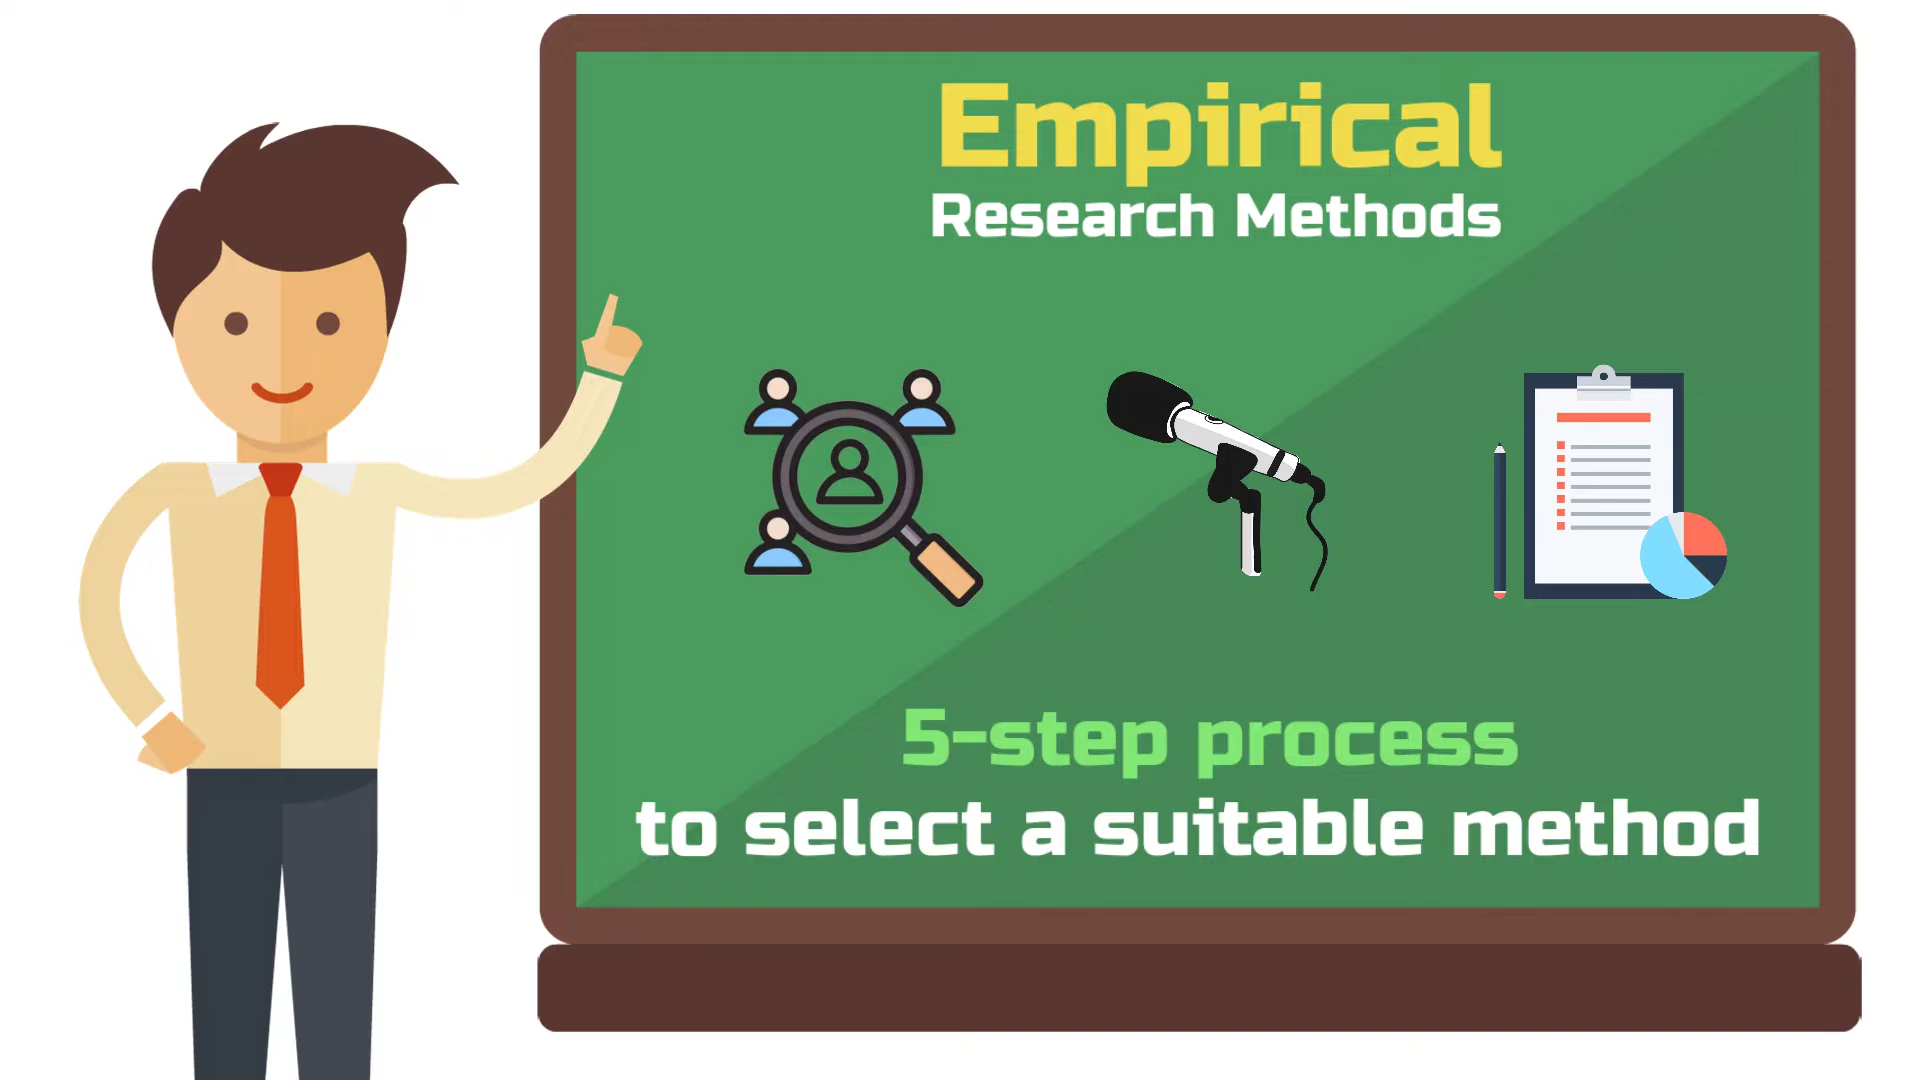 Empirical
Research Methods
5-step process
to select a suitable method